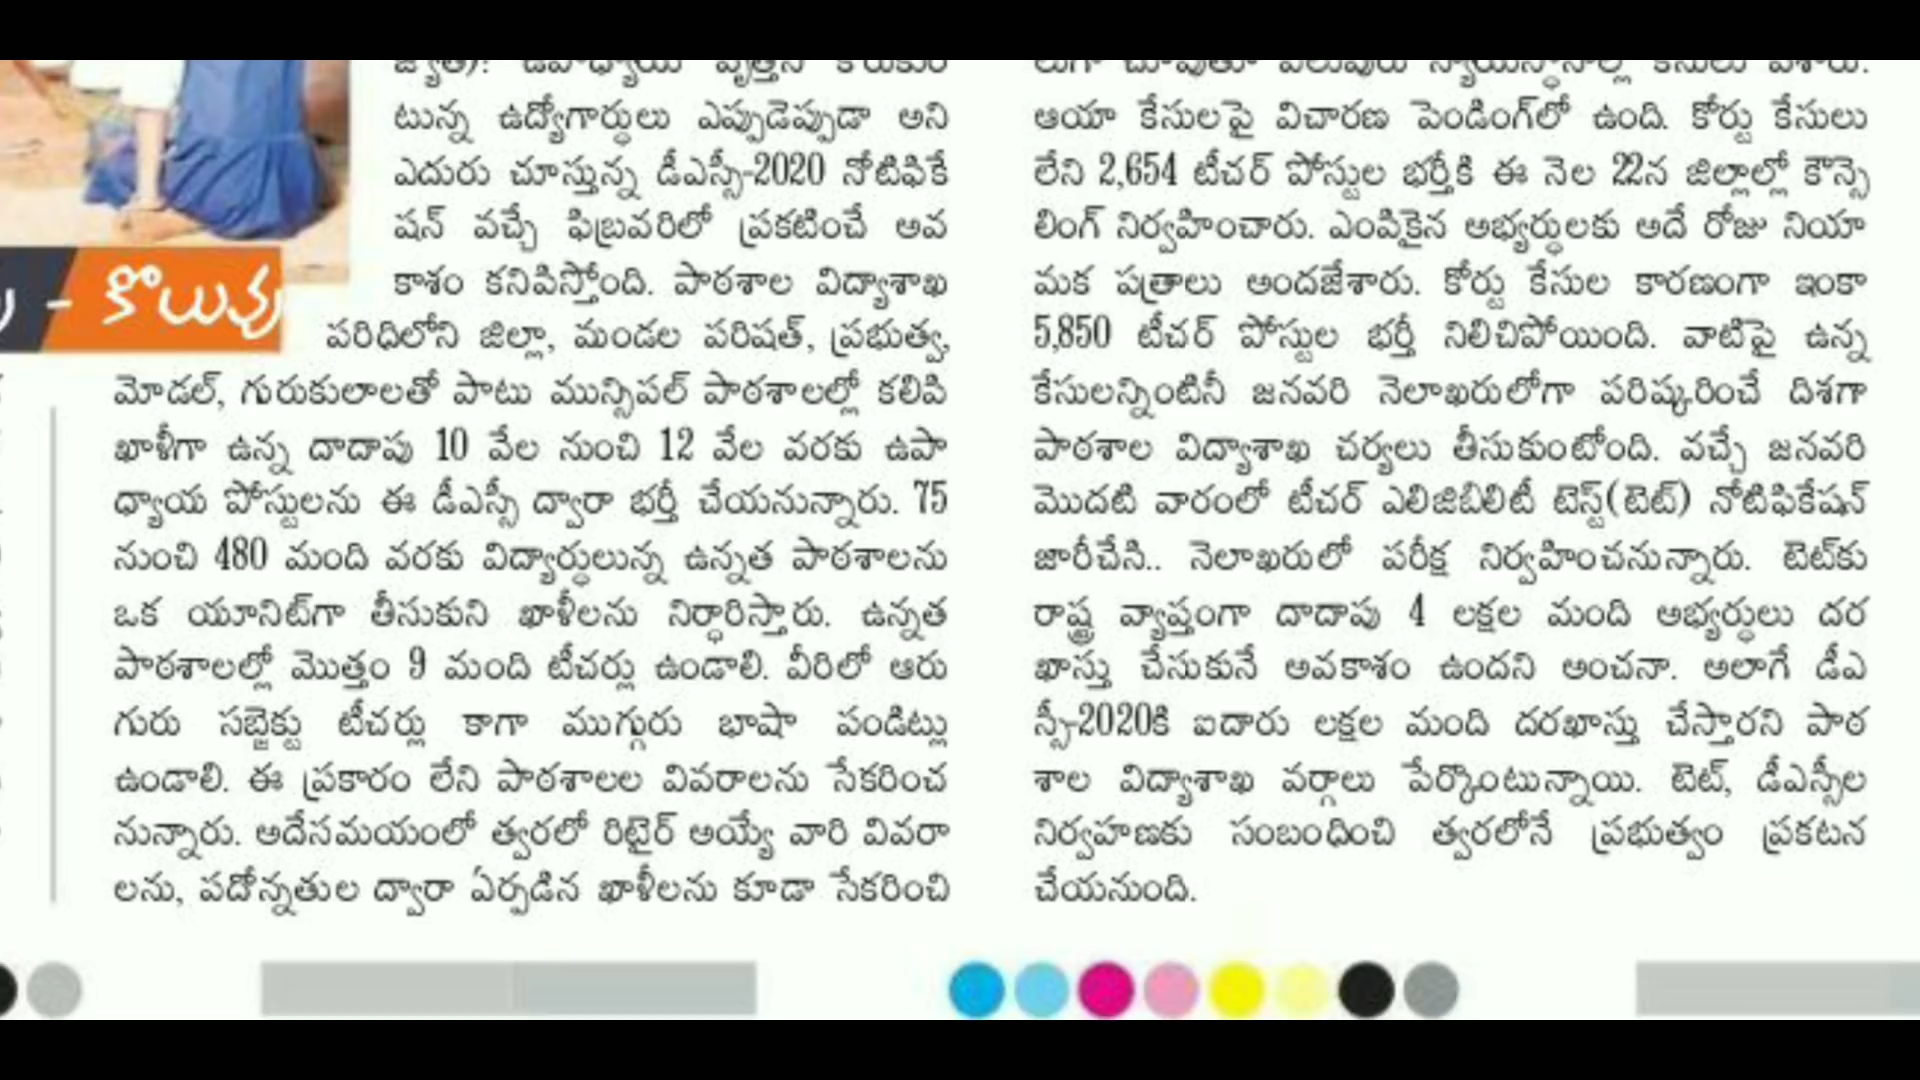 - కొలువు
టున్న ఉద్యోగార్థులు ఎప్పుడెప్పుడా అని
ఎదురు చూస్తున్న డీఎస్సీ-2020 నోటిఫికే
షన్ వచ్చే ఫిబ్రవరిలో ప్రకటించే అవ
కాశం కనిపిస్తోంది. పాఠశాల విద్యాశాఖ
పరిధిలోని జిల్లా, మండల పరిషత్, ప్రభుత్వ,
మోడల్, గురుకులాలతో పాటు మున్సిపల్ పాఠశాలల్లో కలిపి
ఖాళీగా ఉన్న దాదాపు 10 వేల నుంచి 12 వేల వరకు ఉపా
ధ్యాయ పోస్టులను ఈ డీఎస్సీ ద్వారా భర్తీ చేయనున్నారు. 75
నుంచి 480 మంది వరకు విద్యార్థులున్న ఉన్నత పాఠశాలను
ఒక యూనిట్‌గా తీసుకుని ఖాళీలను నిర్ధారిస్తారు. ఉన్నత
పాఠశాలల్లో మొత్తం 9 మంది టీచర్లు ఉండాలి. వీరిలో ఆరు
గురు సబ్జెక్టు టీచర్లు కాగా ముగ్గురు భాషా పండిట్లు
ఉండాలి. ఈ ప్రకారం లేని పాఠశాలల వివరాలను సేకరించ
నున్నారు. అదేసమయంలో త్వరలో రిటైర్ అయ్యే వారి వివరా
లను, పదోన్నతుల ద్వారా ఏర్పడిన ఖాళీలను కూడా సేకరించి
ఆయా కేసులపై విచారణ పెండింగ్‌లో ఉంది. కోర్టు కేసులు
లేని 2,654 టీచర్ పోస్టుల భర్తీకి ఈ నెల 22న జిల్లాల్లో కౌన్సె
లింగ్ నిర్వహించారు. ఎంపికైన అభ్యర్థులకు అదే రోజు నియా
మక పత్రాలు అందజేశారు. కోర్టు కేసుల కారణంగా ఇంకా
5,850 టీచర్ పోస్టుల భర్తీ నిలిచిపోయింది. వాటిపై ఉన్న
కేసులన్నింటినీ జనవరి నెలాఖరులోగా పరిష్కరించే దిశగా
పాఠశాల విద్యాశాఖ చర్యలు తీసుకుంటోంది. వచ్చే జనవరి
మొదటి వారంలో టీచర్ ఎలిజిబిలిటీ టెస్ట్(టెట్) నోటిఫికేషన్
జారీచేసి.. నెలాఖరులో పరీక్ష నిర్వహించనున్నారు. టెట్‌కు
రాష్ట్ర వ్యాప్తంగా దాదాపు 4 లక్షల మంది అభ్యర్థులు దర
ఖాస్తు చేసుకునే అవకాశం ఉందని అంచనా. అలాగే డీఎ
స్సీ-2020కి ఐదారు లక్షల మంది దరఖాస్తు చేస్తారని పాఠ
శాల విద్యాశాఖ వర్గాలు పేర్కొంటున్నాయి. టెట్, డీఎస్సీల
నిర్వహణకు సంబంధించి త్వరలోనే ప్రభుత్వం ప్రకటన
చేయనుంది.